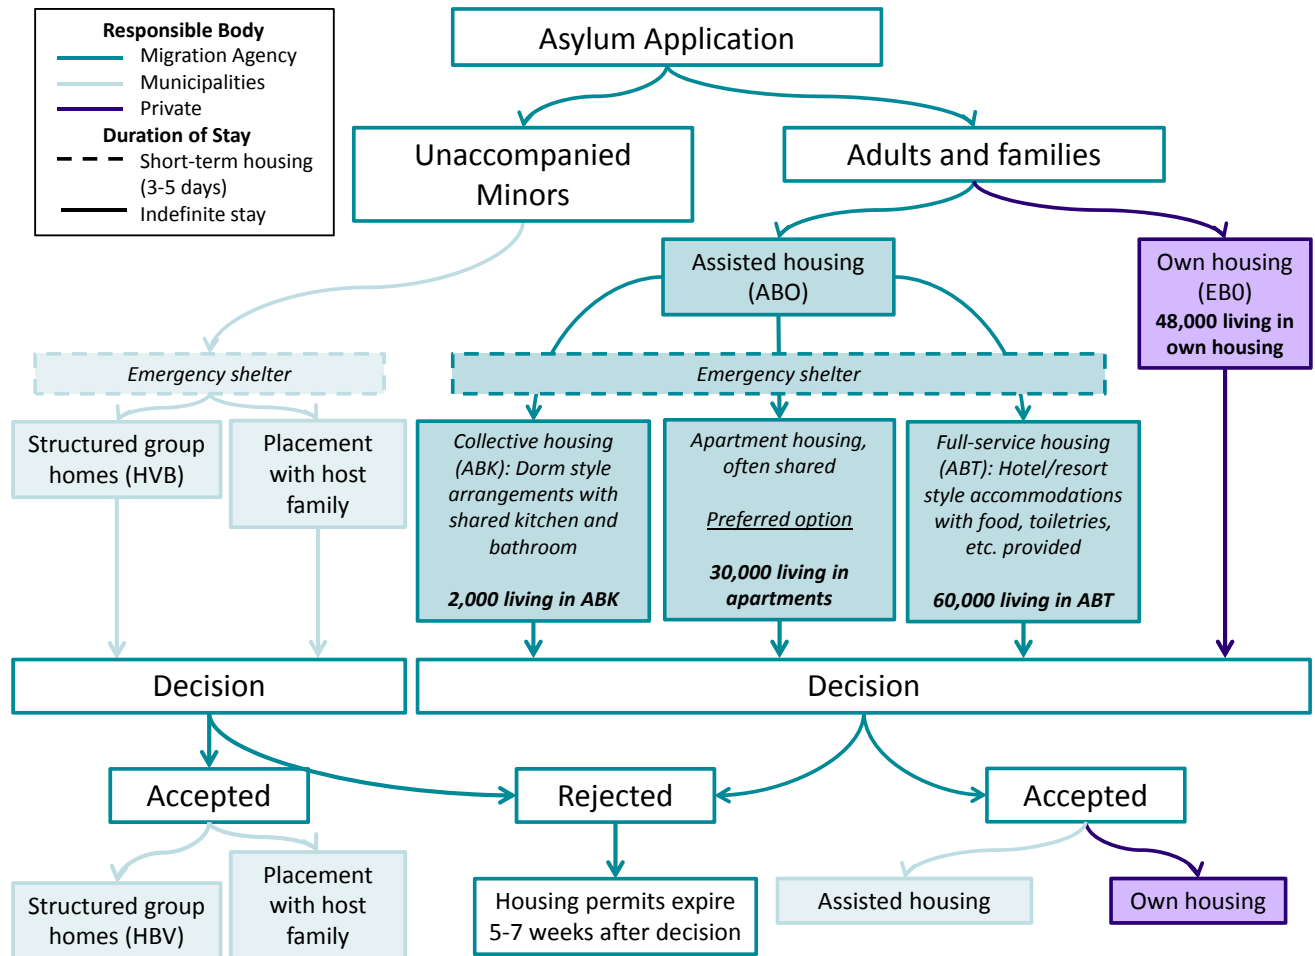 Responsible Body
Migration Agency
Municipalities
Private
Duration of Stay
Short-term housing
(3-5 days)
Indefinite stay
Asylum Application
Unaccompanied
Minors
Adults and families
Assisted housing
(ABO)
Own housing
(EB0)
48,000 living in
own housing
Emergency shelter
Emergency shelter
Structured group
homes (HVB)
Placement
with host
family
Collective housing
(ABK): Dorm style
arrangements with
shared kitchen and
bathroom
2,000 living in ABK
Apartment housing,
often shared
Preferred option
30,000 living in
apartments
Full-service housing
(ABT): Hotel/resort
style accommodations
with food, toiletries,
etc. provided
60,000 living in ABT
Decision
Decision
Accepted
Rejected
Accepted
Structured group
homes (HBV)
Placement
with host
family
Housing permits expire
5-7 weeks after decision
Assisted housing
Own housing